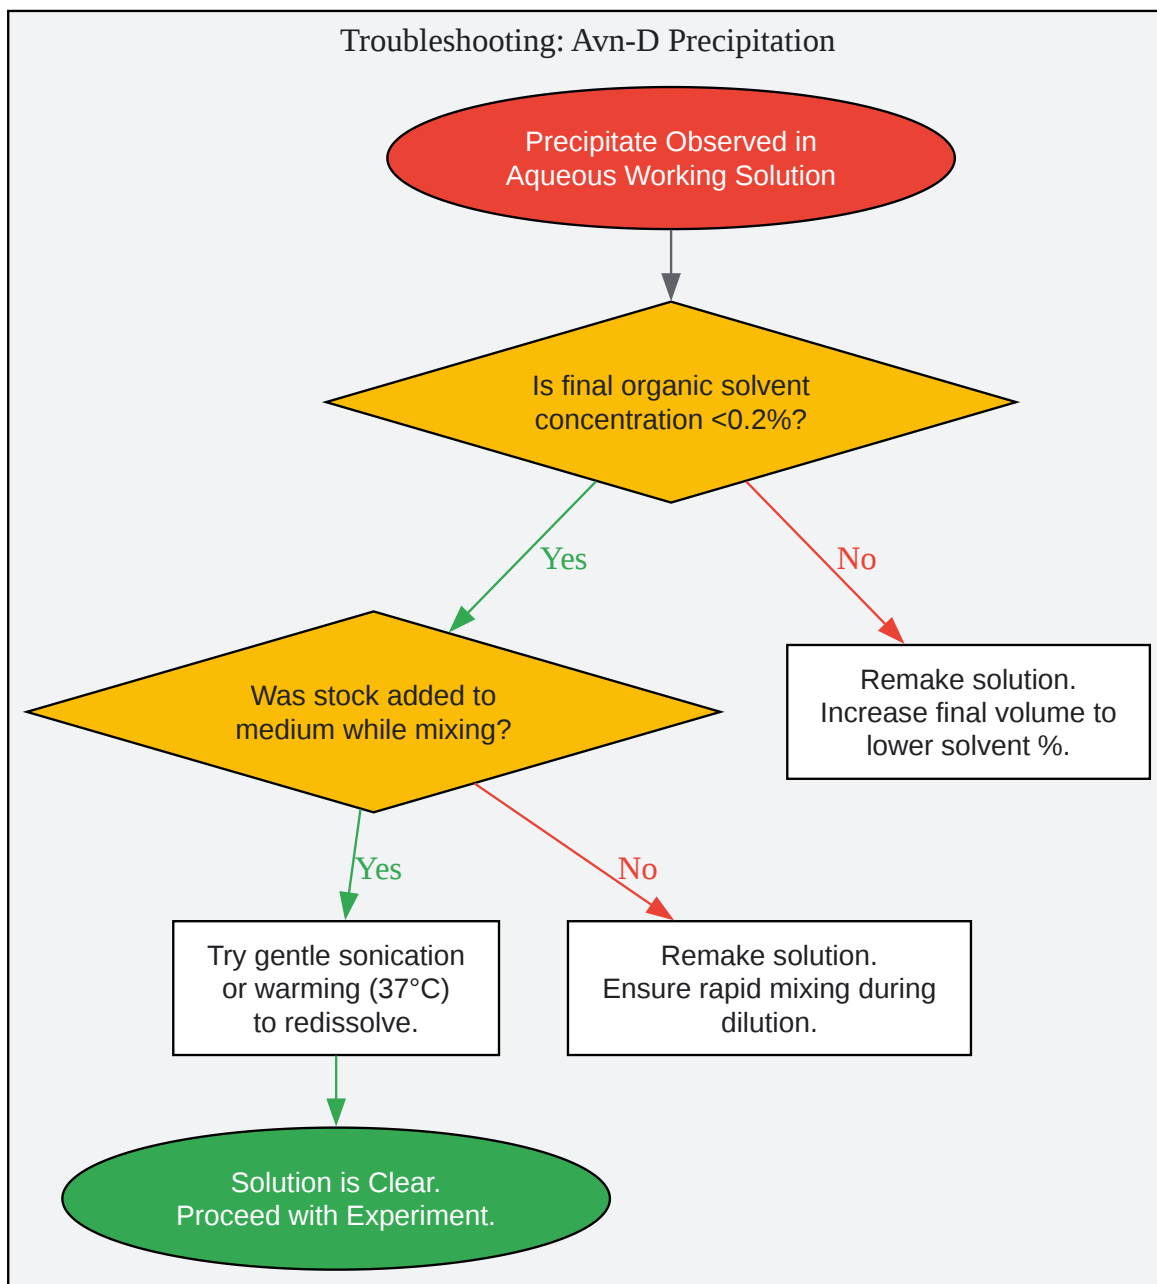 Troubleshooting: Avn-D Precipitation
Precipitate Observed in
Aqueous Working Solution
Is final organic solvent
concentration <0.2%?
Yes
No
Was stock added to
medium while mixing?
Remake solution.
Increase final volume to
lower solvent %.
Yes
No
Try gentle sonication
or warming (37°C)
to redissolve.
Remake solution.
Ensure rapid mixing during
dilution.
Solution is Clear.
Proceed with Experiment.